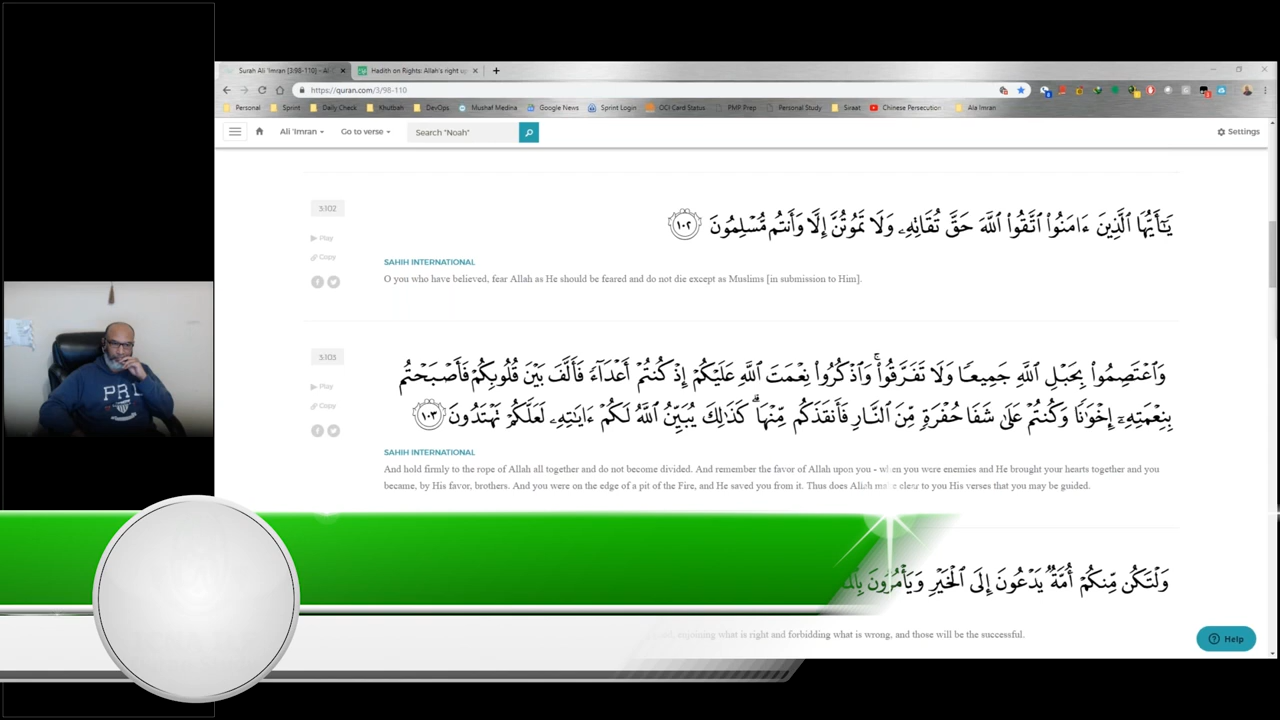 Surah Ali 'Imran [3:98-110] - Al-
Hadith on Rights: Allah's right up
https://quran.com/3/98-110
Personal Sprint Daily Check Khutbah DevOps Mushaf Medina Google News Sprint Login OCI Card Status PMP Prep Personal Study Siraat Chinese Persecution Ala Imran
Ali 'Imran Go to verse Search "Noah" Settings
3:102
يَـٰٓأَيُّهَا ٱلَّذِينَ ءَامَنُوا۟ ٱتَّقُوا۟ ٱللَّهَ حَقَّ تُقَاتِهِۦ وَلَا تَمُوتُنَّ إِلَّا وَأَنتُم مُّسْلِمُونَ ١٠٢
Play
Copy
SAHIH INTERNATIONAL
O you who have believed, fear Allah as He should be feared and do not die except as Muslims [in submission to Him].
3:103
وَٱعْتَصِمُوا۟ بِحَبْلِ ٱللَّهِ جَمِيعًا وَلَا تَفَرَّقُوا۟ ۚ وَٱذْكُرُوا۟ نِعْمَتَ ٱللَّهِ عَلَيْكُمْ إِذْ كُنتُمْ أَعْدَآءً فَأَلَّفَ بَيْنَ قُلُوبِكُمْ فَأَصْبَحْتُم
بِنِعْمَتِهِۦٓ إِخْوَٰنًا وَكُنتُمْ عَلَىٰ شَفَا حُفْرَةٍ مِّنَ ٱلنَّارِ فَأَنقَذَكُم مِّنْهَا ۗ كَذَٰلِكَ يُبَيِّنُ ٱللَّهُ لَكُمْ ءَايَـٰتِهِۦ لَعَلَّكُمْ تَهْتَدُونَ ١٠٣
Play
Copy
SAHIH INTERNATIONAL
And hold firmly to the rope of Allah all together and do not become divided. And remember the favor of Allah upon you - when you were enemies and He brought your hearts together and you
became, by His favor, brothers. And you were on the edge of a pit of the Fire, and He saved you from it. Thus does Allah make clear to you His verses that you may be guided.
وَلْتَكُن مِّنكُمْ أُمَّةٌ يَدْعُونَ إِلَى ٱلْخَيْرِ وَيَأْمُرُونَ
what is right and forbidding what is wrong, and those will be the successful.
Help